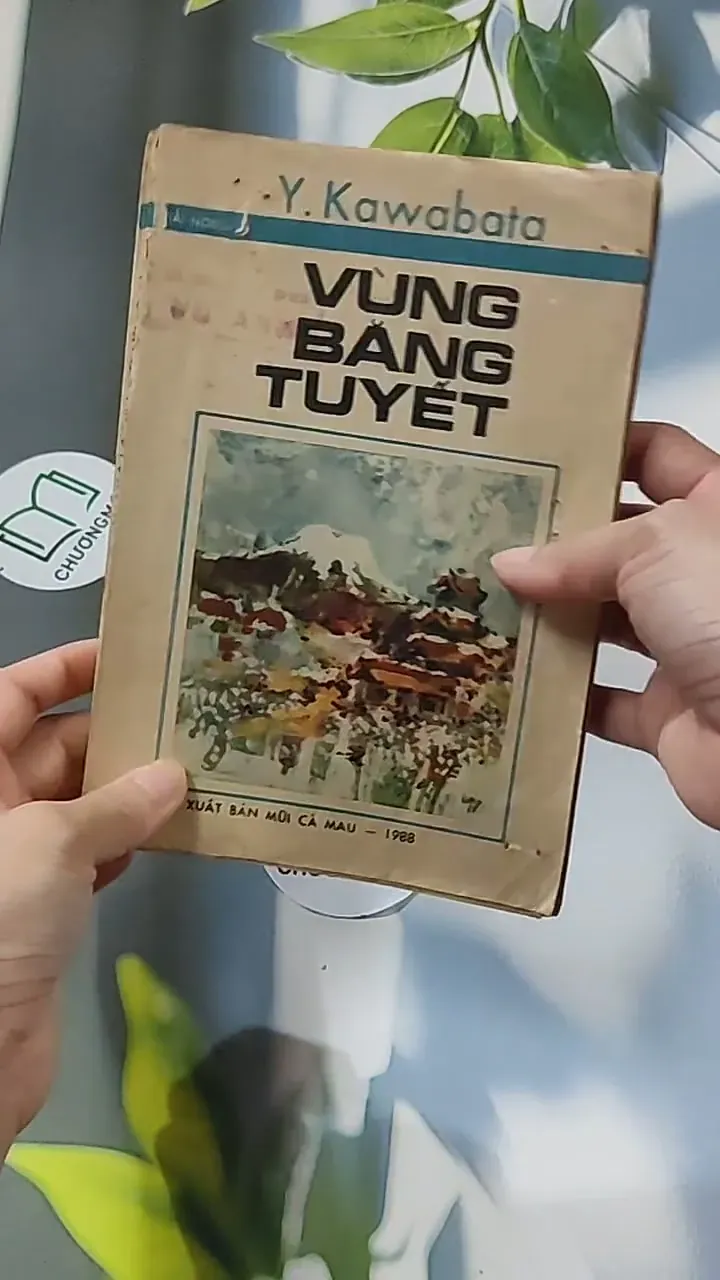 Y. Kawabata
VÙNG
BĂNG
TUYẾT
XUẤT BẢN MŨI CÀ MAU – 1988